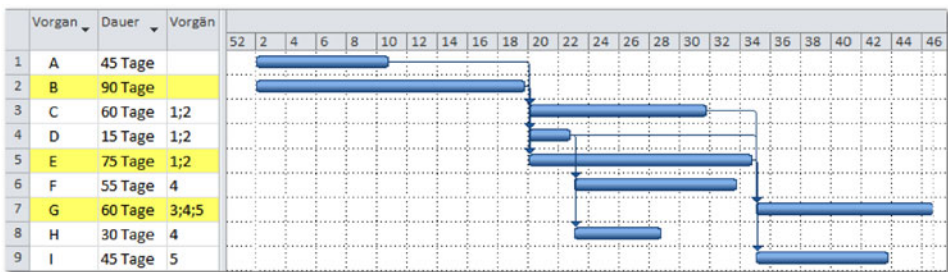 Vorgan Dauer Vorgän
52 2 4 6 8 10 12 14 16 18 20 22 24 26 28 30 32 34 36 38 40 42 44 46
1 A 45 Tage
2 B 90 Tage
3 C 60 Tage 1;2
4 D 15 Tage 1;2
5 E 75 Tage 1;2
6 F 55 Tage 4
7 G 60 Tage 3;4;5
8 H 30 Tage 4
9 I 45 Tage 5